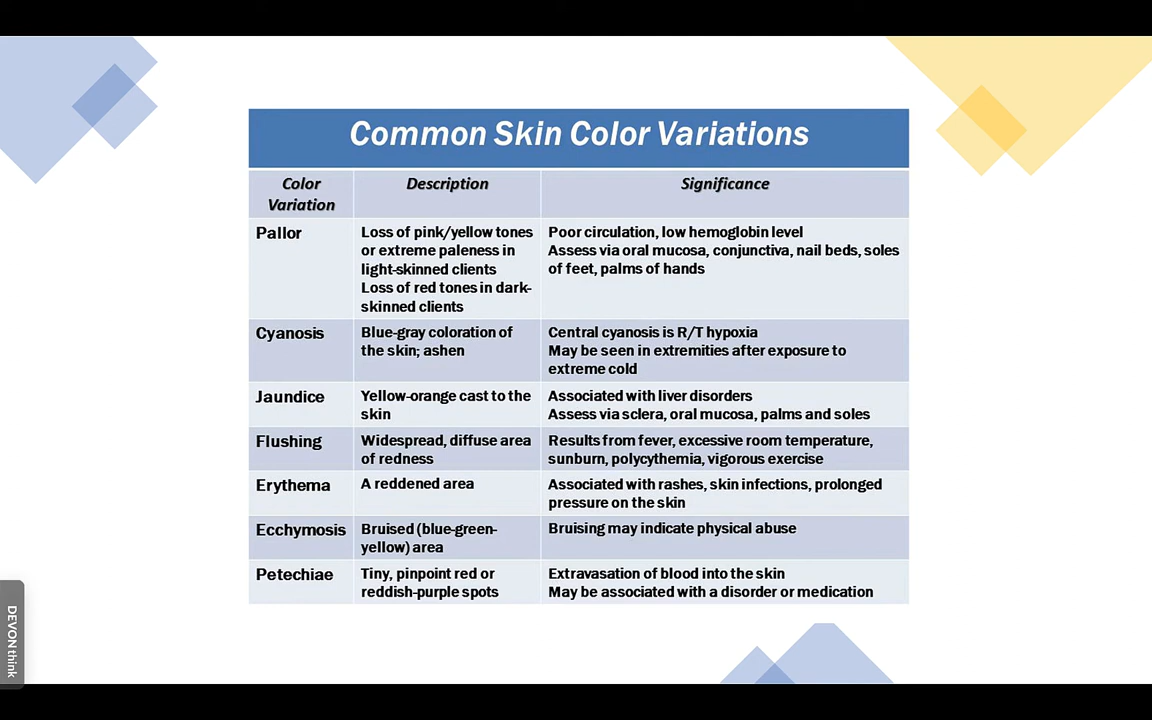 Common Skin Color Variations
Color
Variation
Description
Significance
Pallor
Loss of pink/yellow tones
or extreme paleness in
light-skinned clients
Loss of red tones in dark-
skinned clients
Poor circulation, low hemoglobin level
Assess via oral mucosa, conjunctiva, nail beds, soles
of feet, palms of hands
Cyanosis
Blue-gray coloration of
the skin; ashen
Central cyanosis is R/T hypoxia
May be seen in extremities after exposure to
extreme cold
Jaundice
Yellow-orange cast to the
skin
Associated with liver disorders
Assess via sclera, oral mucosa, palms and soles
Flushing
Widespread, diffuse area
of redness
Results from fever, excessive room temperature,
sunburn, polycythemia, vigorous exercise
Erythema
A reddened area
Associated with rashes, skin infections, prolonged
pressure on the skin
Ecchymosis
Bruised (blue-green-
yellow) area
Bruising may indicate physical abuse
Petechiae
Tiny, pinpoint red or
reddish-purple spots
Extravasation of blood into the skin
May be associated with a disorder or medication
DEVONthink